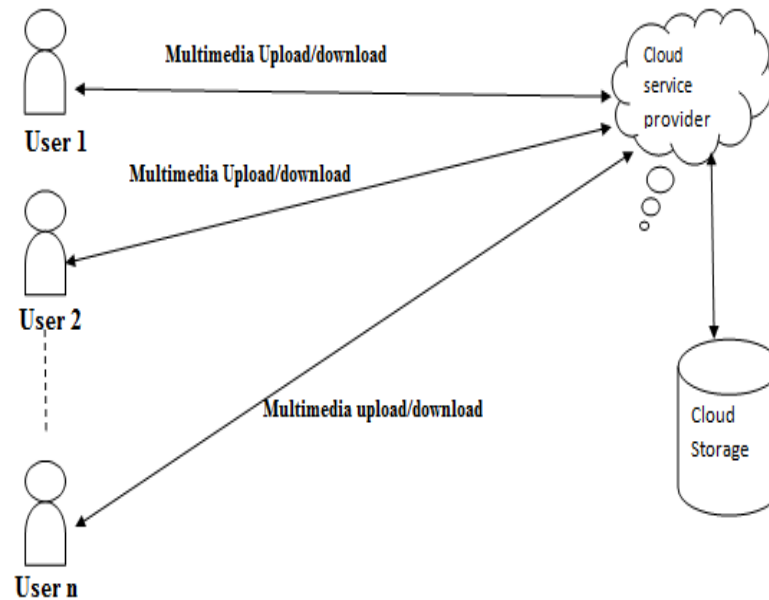 Multimedia Upload/download
Cloud
service
provider
User 1
Multimedia Upload/download
User 2
Multimedia upload/download
Cloud
Storage
User n